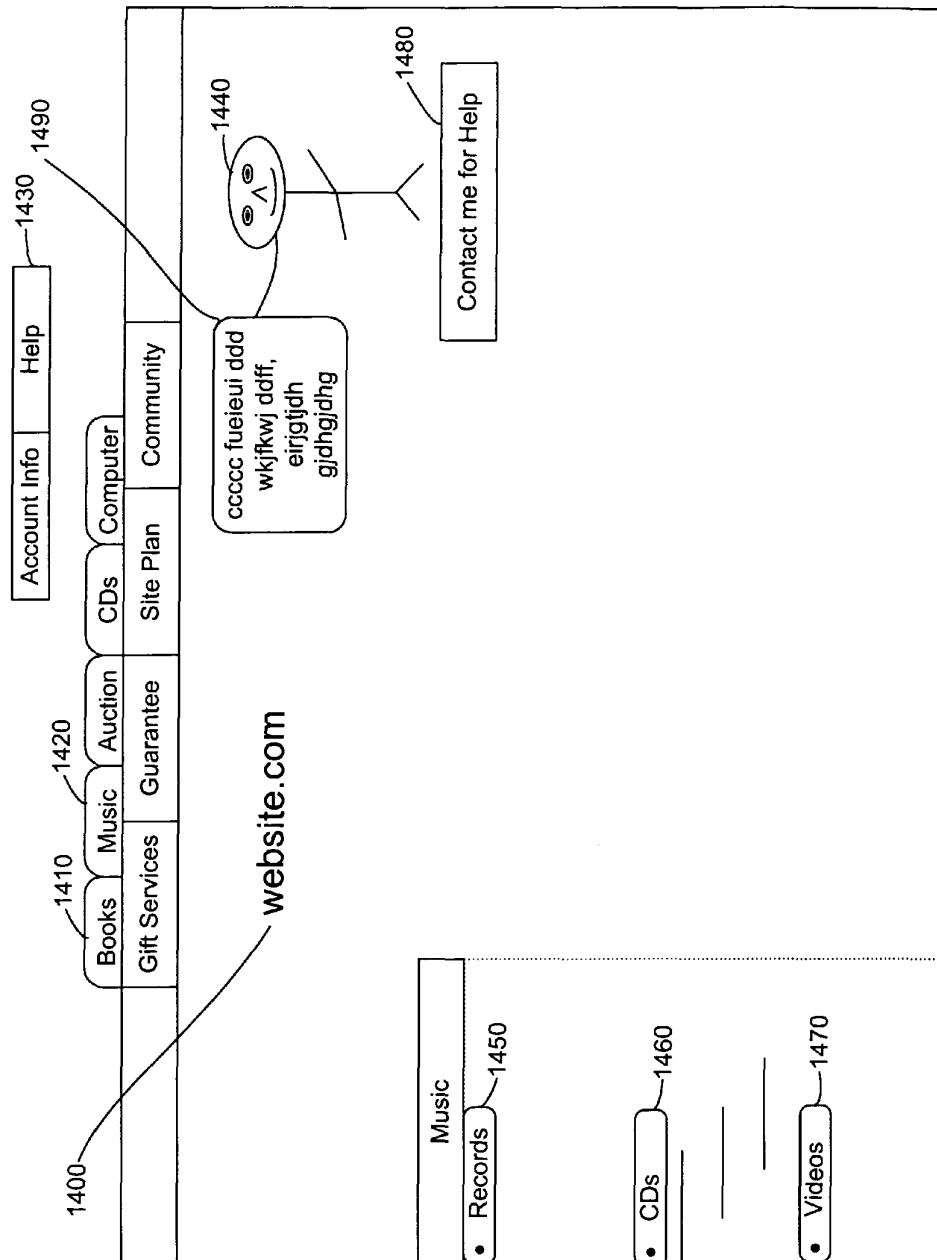 1490
1430
Account Info
Help
1410
1420
Books
Music
Auction
CDs
Computer
Gift Services
Guarantee
Site Plan
Community
1400
website.com
ccccc fueieui ddd
wkjfkwj ddff,
eirjgtjdh
gjdhgjdhg
1440
Contact me for Help
1480
Music
• Records
1450
• CDs
1460
• Videos
1470